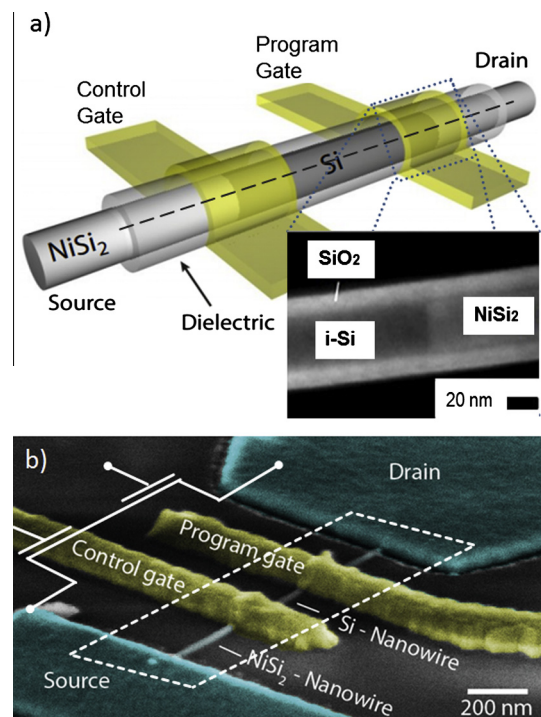 a)
Control
Gate
Program
Gate
Drain
Si
NiSi₂
Source
Dielectric
SiO₂
i-Si
NiSi₂
20 nm
b)
Drain
Program gate
Control gate
Si - Nanowire
NiSi₂ - Nanowire
Source
200 nm